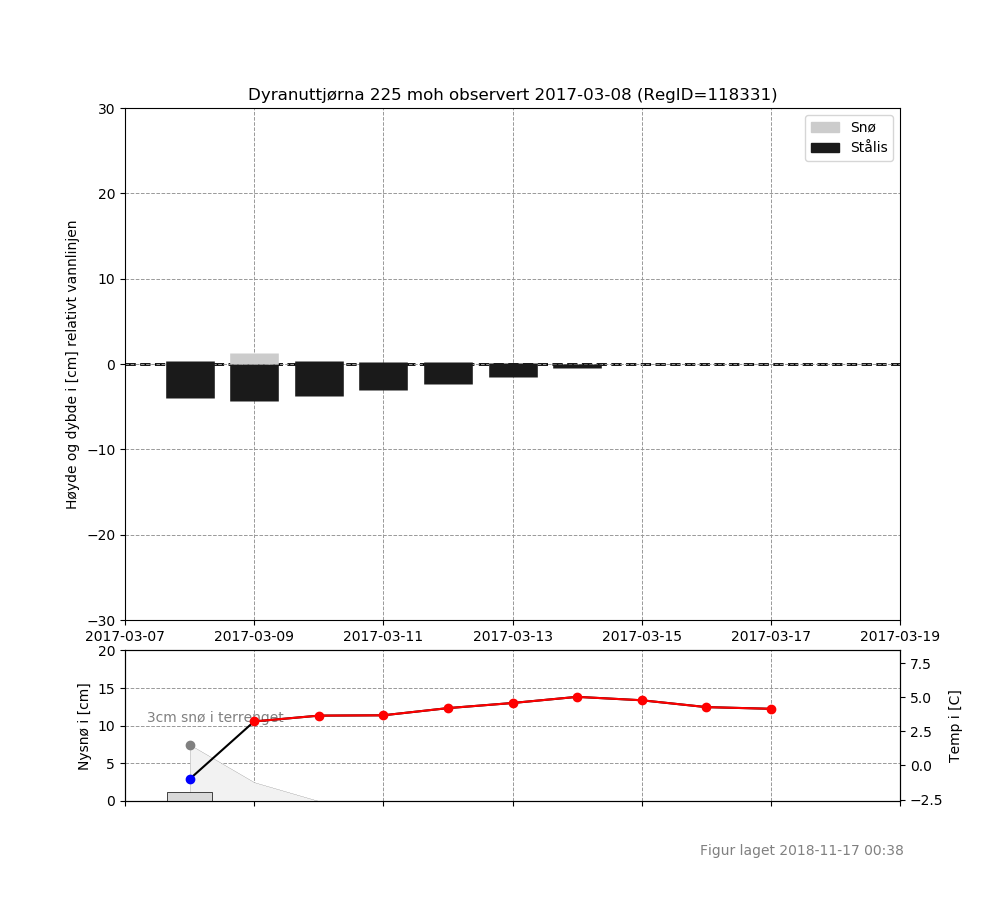 Dyranuttjørna 225 moh observert 2017-03-08 (RegID=118331)
Snø
Stålis
Høyde og dybde i [cm] relativt vannlinjen
30
20
10
0
−10
−20
−30
2017-03-07 2017-03-09 2017-03-11 2017-03-13 2017-03-15 2017-03-17 2017-03-19
Nysnø i [cm]
20
15
10
5
0
3cm snø i terrenget
7.5
5.0
2.5
0.0
−2.5
Temp i [C]
Figur laget 2018-11-17 00:38